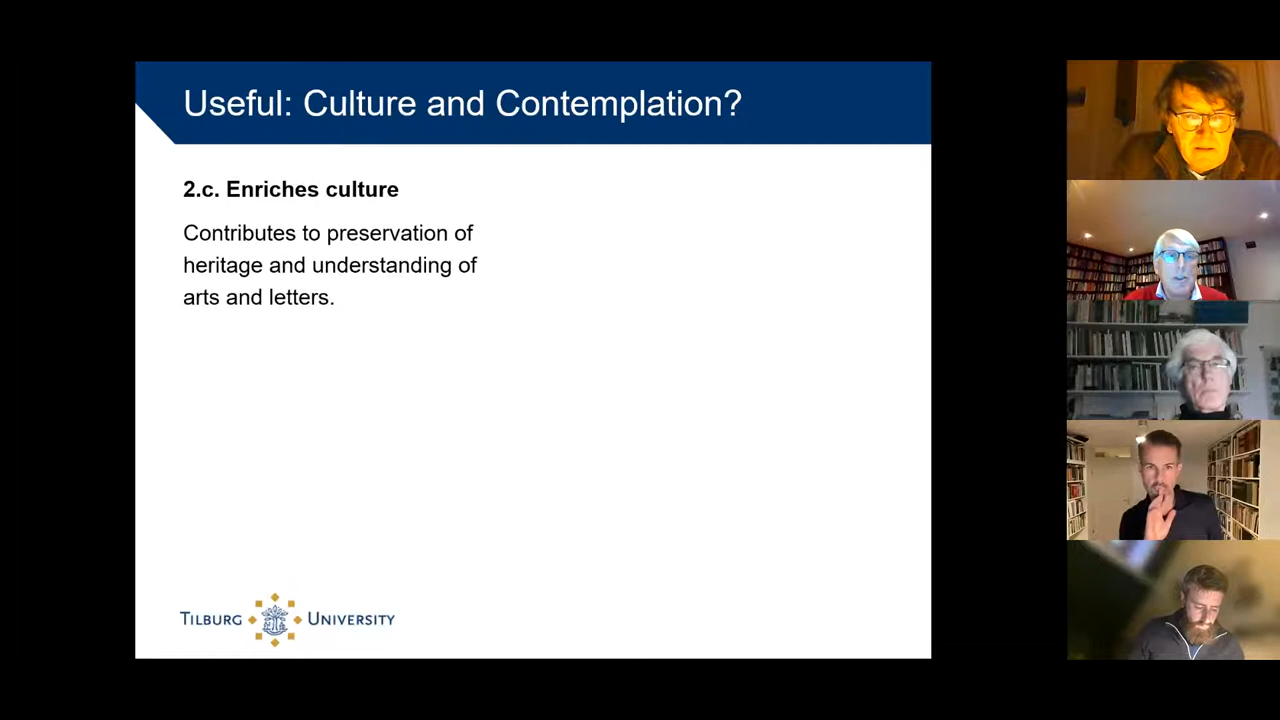 Useful: Culture and Contemplation?
2.c. Enriches culture
Contributes to preservation of
heritage and understanding of
arts and letters.
TILBURG UNIVERSITY